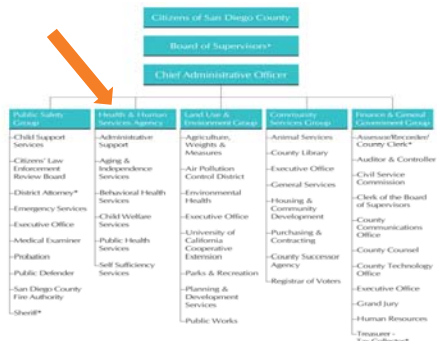 Citizens of San Diego County
Board of Supervisors*
Chief Administrative Officer
Public Safety
Group
Child Support
Services
Citizens' Law
Enforcement
Review Board
District Attorney*
Emergency Services
Executive Office
Medical Examiner
Probation
Public Defender
San Diego County
Fire Authority
Sheriff*
Health & Human
Services Agency
Administrative
Support
Aging &
Independence
Services
Behavioral Health
Services
Child Welfare
Services
Public Health
Services
Self Sufficiency
Services
Land Use &
Environment Group
Agriculture,
Weights &
Measures
Air Pollution
Control District
Environmental
Health
Executive Office
University of
California
Cooperative
Extension
Parks & Recreation
Planning &
Development
Services
Public Works
Community
Services Group
Animal Services
County Library
Executive Office
General Services
Housing &
Community
Development
Purchasing &
Contracting
County Successor
Agency
Registrar of Voters
Finance & General
Government Group
Assessor/Recorder/
County Clerk*
Auditor & Controller
Civil Service
Commission
Clerk of the Board
of Supervisors
County
Communications
Office
County Counsel
County Technology
Office
Executive Office
Grand Jury
Human Resources
Treasurer -
Tax Collector*